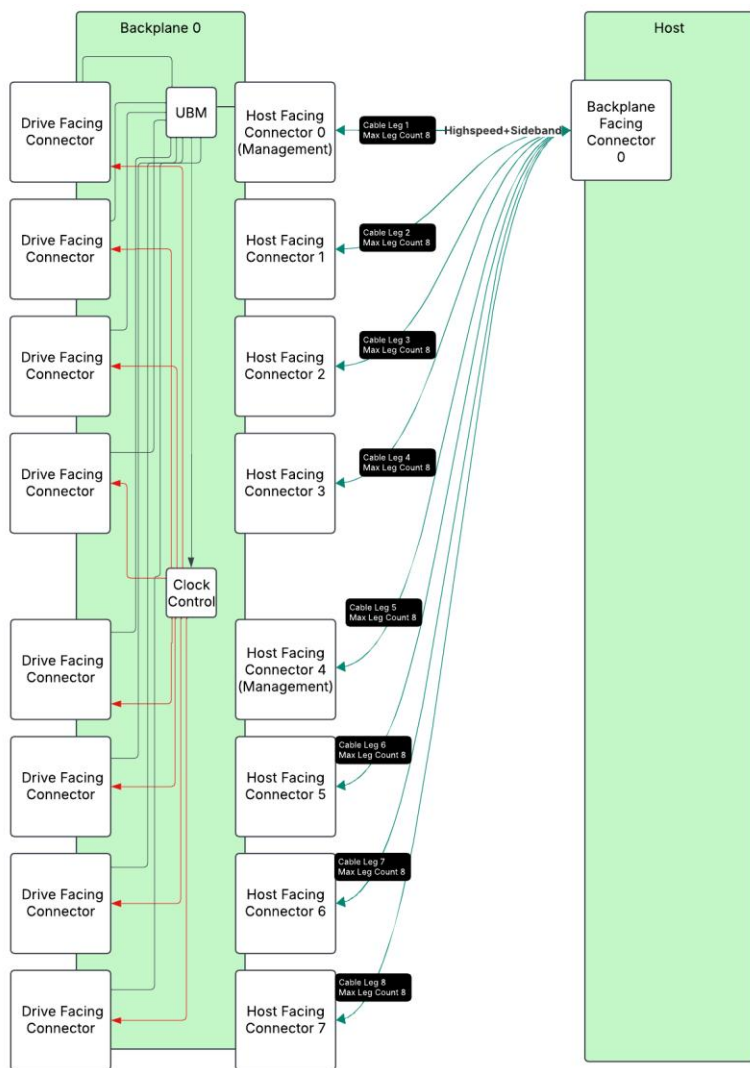 Backplane 0
Host
Drive Facing
Connector
UBM
Host Facing
Connector 0
(Management)
Cable Leg 1
Max Leg Count 8
Highspeed+Sideband
Backplane
Facing
Connector
0
Drive Facing
Connector
Host Facing
Connector 1
Cable Leg 2
Max Leg Count 8
Drive Facing
Connector
Host Facing
Connector 2
Cable Leg 3
Max Leg Count 8
Drive Facing
Connector
Host Facing
Connector 3
Cable Leg 4
Max Leg Count 8
Clock
Control
Drive Facing
Connector
Host Facing
Connector 4
(Management)
Cable Leg 5
Max Leg Count 8
Drive Facing
Connector
Host Facing
Connector 5
Cable Leg 6
Max Leg Count 8
Drive Facing
Connector
Host Facing
Connector 6
Cable Leg 7
Max Leg Count 8
Drive Facing
Connector
Host Facing
Connector 7
Cable Leg 8
Max Leg Count 8